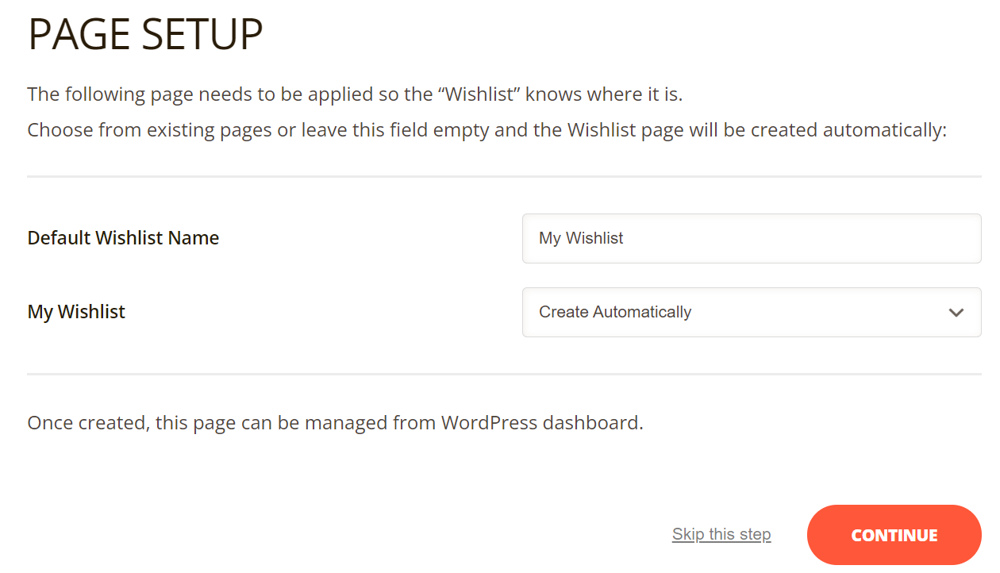 PAGE SETUP
The following page needs to be applied so the “Wishlist” knows where it is.
Choose from existing pages or leave this field empty and the Wishlist page will be created automatically:
Default Wishlist Name
My Wishlist
My Wishlist
Create Automatically
Once created, this page can be managed from WordPress dashboard.
Skip this step
CONTINUE